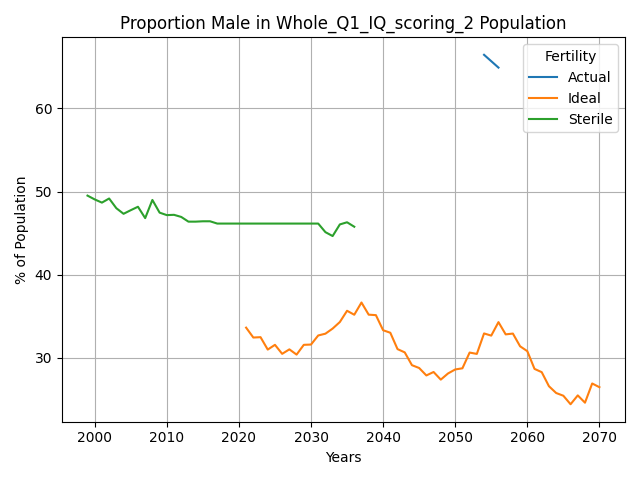 Proportion Male in Whole_Q1_IQ_scoring_2 Population
Fertility
Actual
Ideal
Sterile
% of Population
60
50
40
30
2000 2010 2020 2030 2040 2050 2060 2070
Years